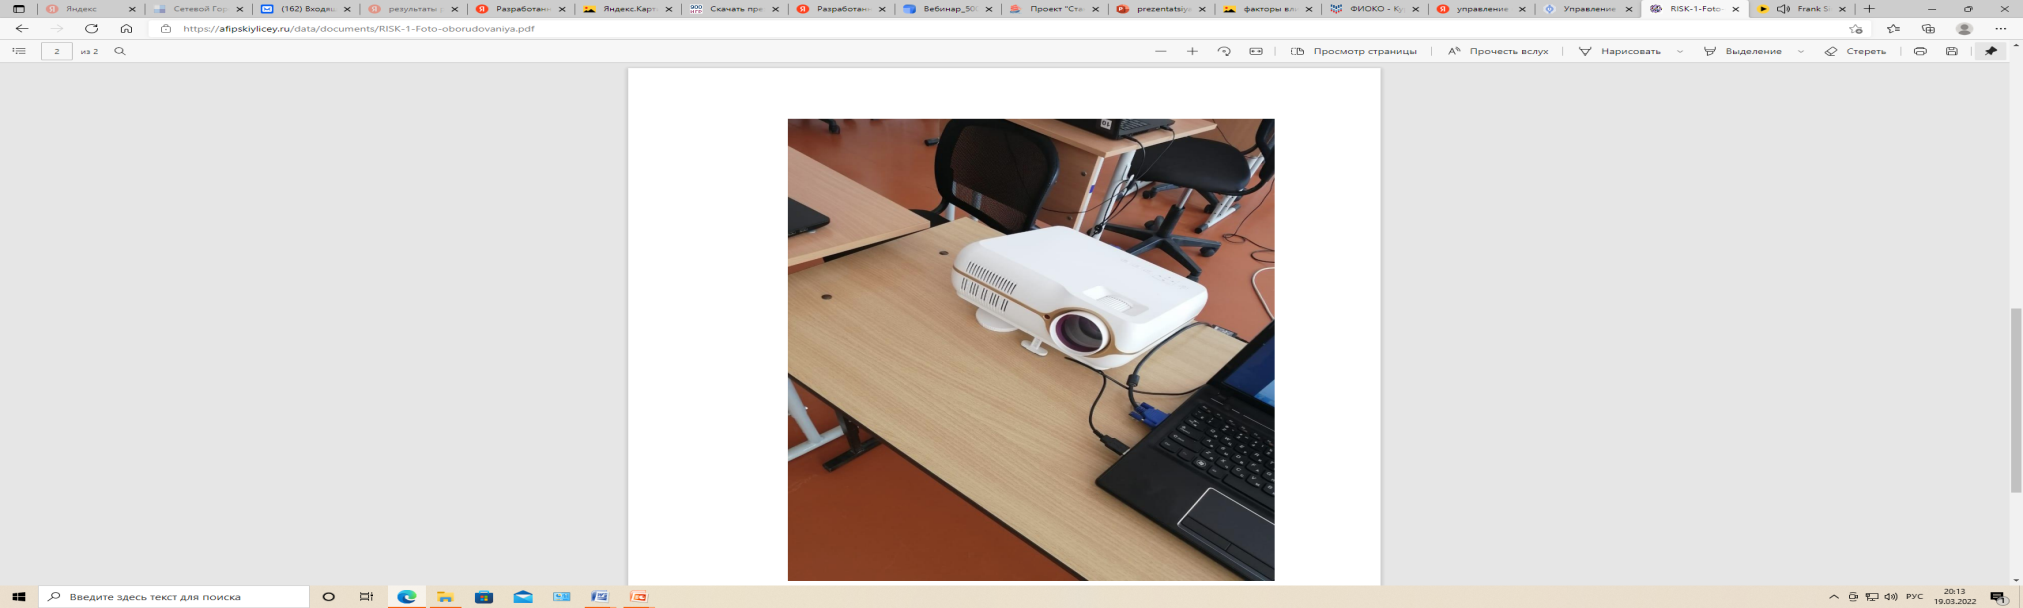 Яндекс
Сетевой Гор
(162) Входящ
результаты
Разработан
Яндекс.Карт
Скачать пре
Разработан
Вебинар_50
Проект "Ста
prezentatsiy
факторы вл
ФИОКО - Ку
управление
Управление
RISK-1-Foto-
Frank S
https://afipskiylicey.ru/data/documents/RISK-1-Foto-oborudovaniya.pdf
2 из 2
Просмотр страницы
Прочесть вслух
Нарисовать
Выделение
Стереть
Введите здесь текст для поиска
РУС
20:13
19.03.2022